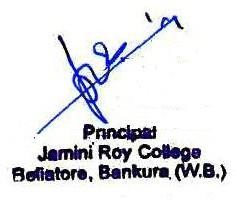 Principal
Jamini Roy College
Beliatore, Bankura (W.B.)